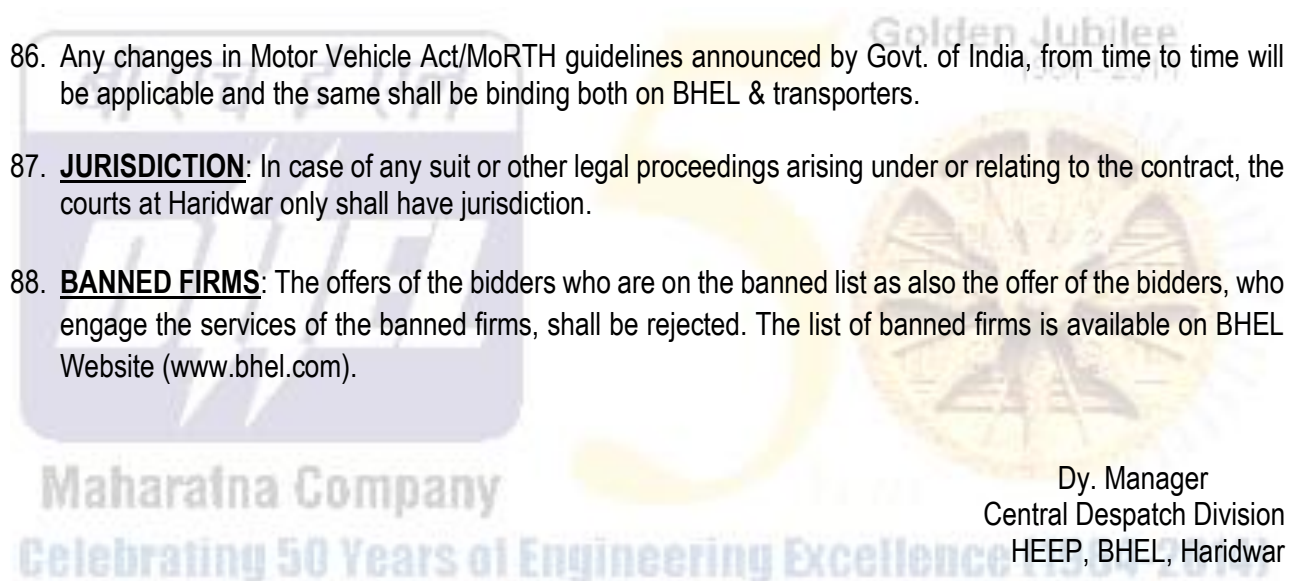 Golden Jubilee
86. Any changes in Motor Vehicle Act/MoRTH guidelines announced by Govt. of India, from time to time will
be applicable and the same shall be binding both on BHEL & transporters.
87. JURISDICTION: In case of any suit or other legal proceedings arising under or relating to the contract, the
courts at Haridwar only shall have jurisdiction.
88. BANNED FIRMS: The offers of the bidders who are on the banned list as also the offer of the bidders, who
engage the services of the banned firms, shall be rejected. The list of banned firms is available on BHEL
Website (www.bhel.com).
Maharatna Company
Dy. Manager
Central Despatch Division
HEEP, BHEL, Haridwar
Celebrating 50 Years of Engineering Excellence